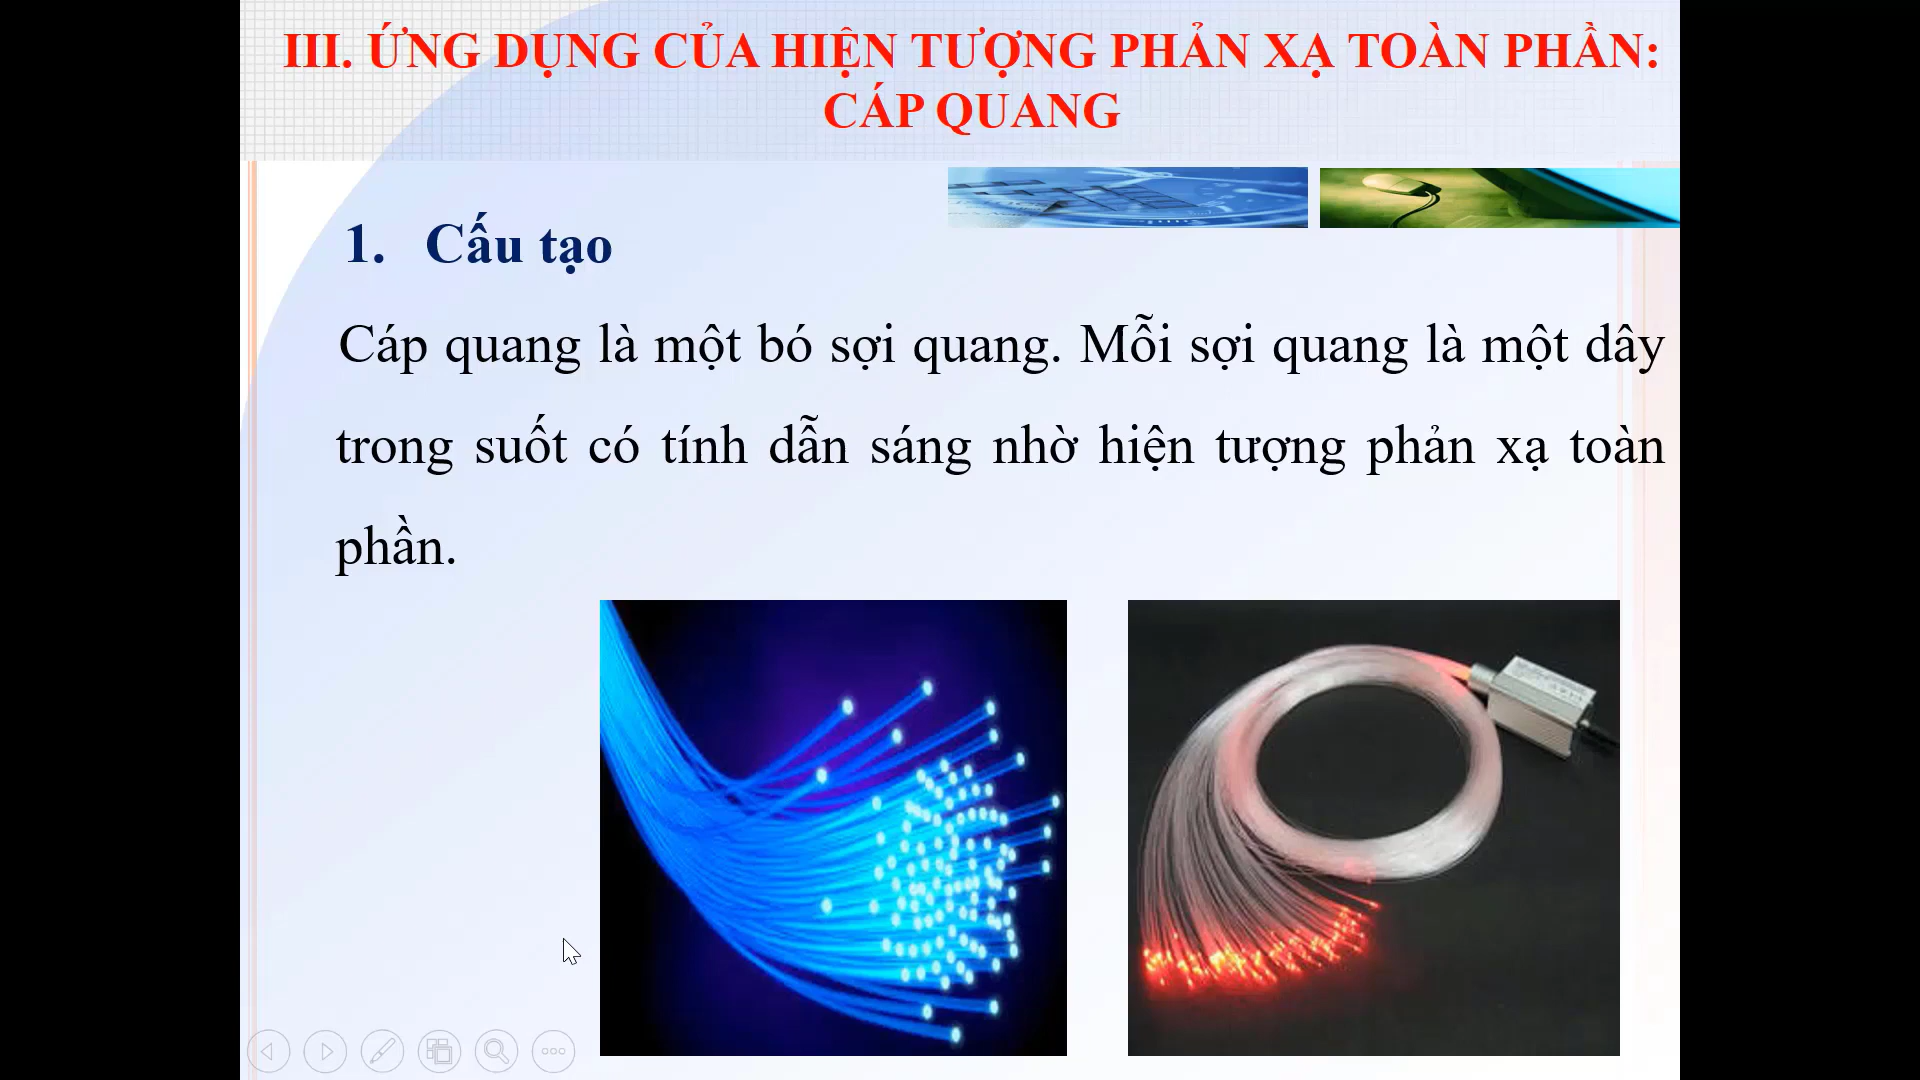 III. ỨNG DỤNG CỦA HIỆN TƯỢNG PHẢN XẠ TOÀN PHẦN:
CÁP QUANG
1. Cấu tạo
Cáp quang là một bó sợi quang. Mỗi sợi quang là một dây
trong suốt có tính dẫn sáng nhờ hiện tượng phản xạ toàn
phần.